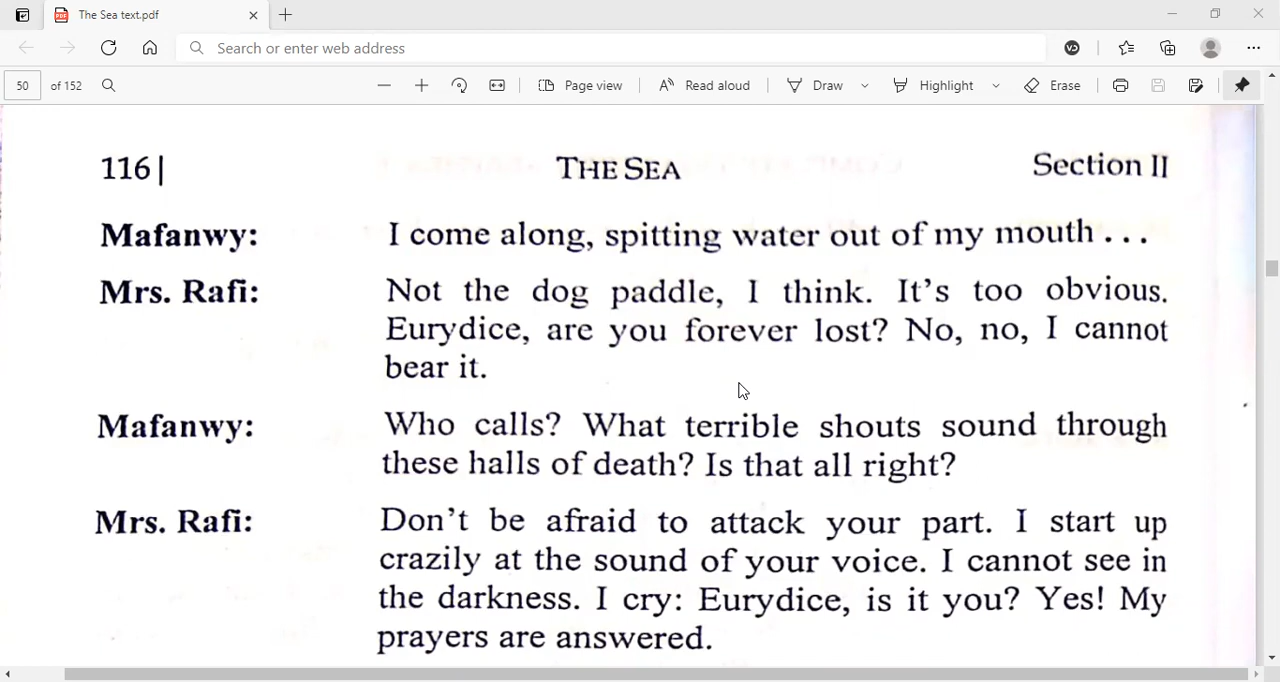 The Sea text.pdf
Search or enter web address
50 of 152 Page view A Read aloud Draw Highlight Erase
116| THE SEA Section II
Mafanwy: I come along, spitting water out of my mouth . . .
Mrs. Rafi: Not the dog paddle, I think. It's too obvious.
Eurydice, are you forever lost? No, no, I cannot
bear it.
Mafanwy: Who calls? What terrible shouts sound through
these halls of death? Is that all right?
Mrs. Rafi: Don't be afraid to attack your part. I start up
crazily at the sound of your voice. I cannot see in
the darkness. I cry: Eurydice, is it you? Yes! My
prayers are answered.